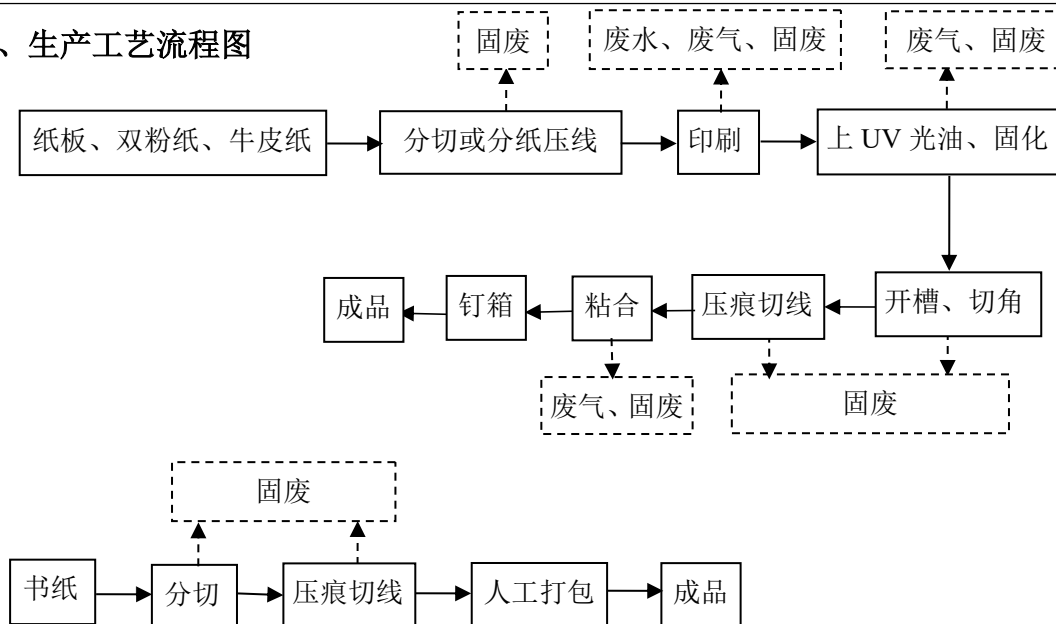 、生产工艺流程图
固废
废水、废气、固废
废气、固废
纸板、双粉纸、牛皮纸
分切或分纸压线
印刷
上 UV 光油、固化
成品
钉箱
粘合
压痕切线
开槽、切角
废气、固废
固废
固废
书纸
分切
压痕切线
人工打包
成品